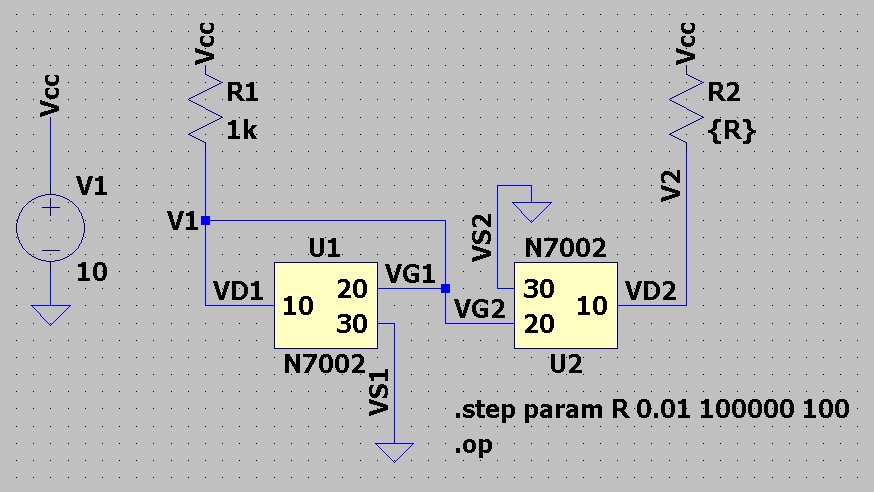 Vcc
Vcc
Vcc
R1
1k
R2
{R}
V1
10
V1
V2
VS2
U1
N7002
VD1
10
20
30
VG1
VG2
30
20
10
VD2
N7002
U2
VS1
.step param R 0.01 100000 100
.op